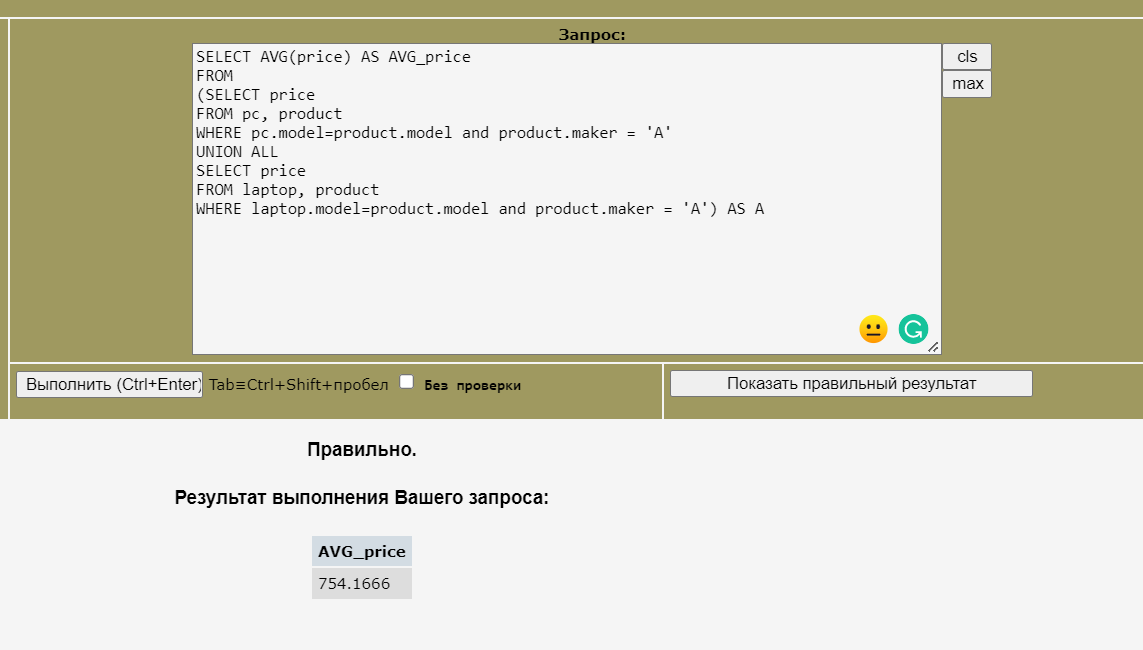 Запрос:
SELECT AVG(price) AS AVG_price
FROM
(SELECT price
FROM pc, product
WHERE pc.model=product.model and product.maker = 'A'
UNION ALL
SELECT price
FROM laptop, product
WHERE laptop.model=product.model and product.maker = 'A') AS A
cls
max
Выполнить (Ctrl+Enter) Tab≡Ctrl+Shift+пробел Без проверки
Показать правильный результат
Правильно.
Результат выполнения Вашего запроса:
AVG_price
754.1666